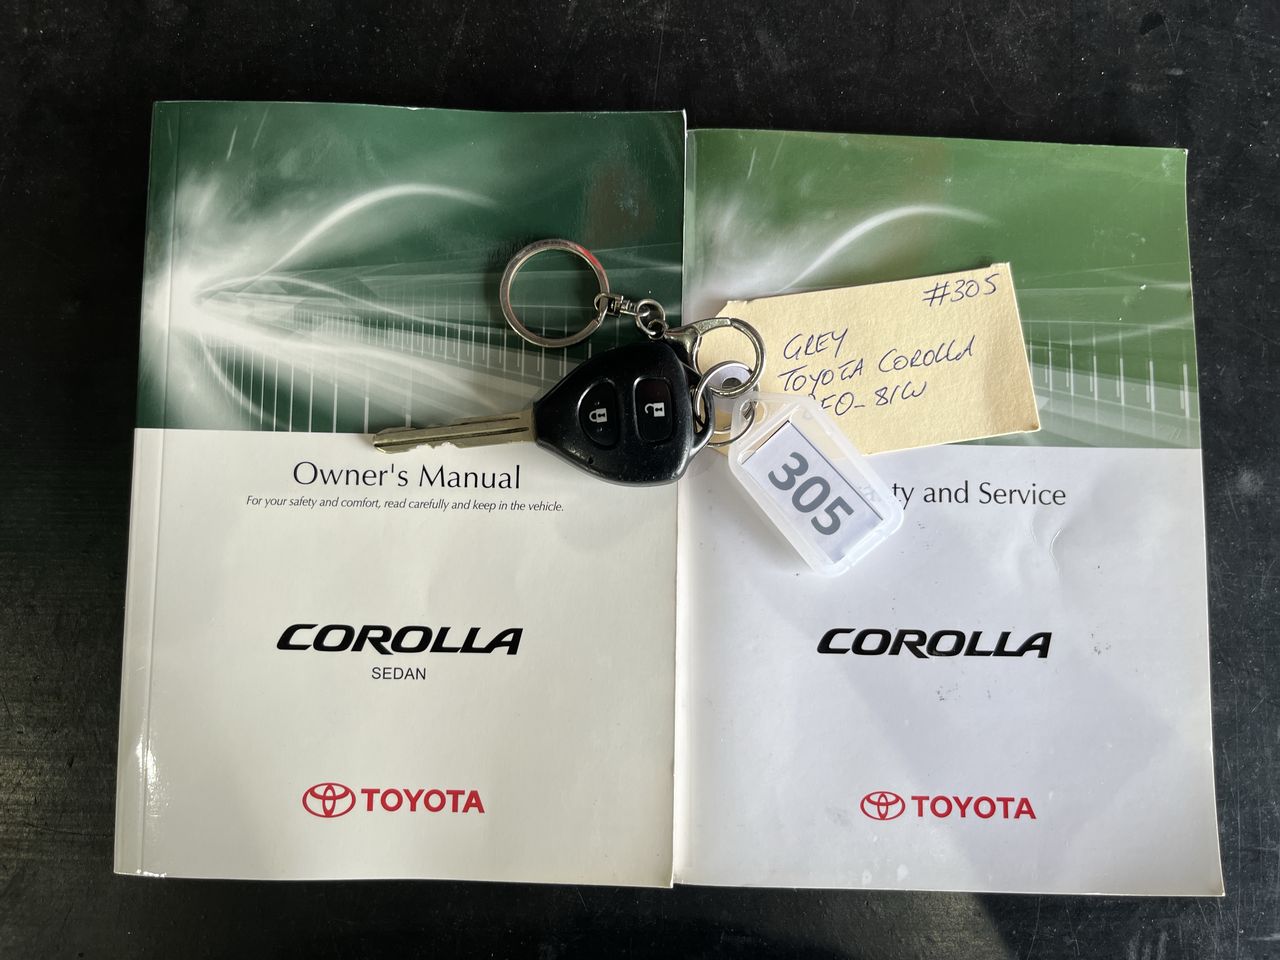 Owner's Manual
For your safety and comfort, read carefully and keep in the vehicle.
COROLLA
SEDAN
TOYOTA
#305
GREY
TOYOTA COROLLA
305
ty and Service
COROLLA
TOYOTA